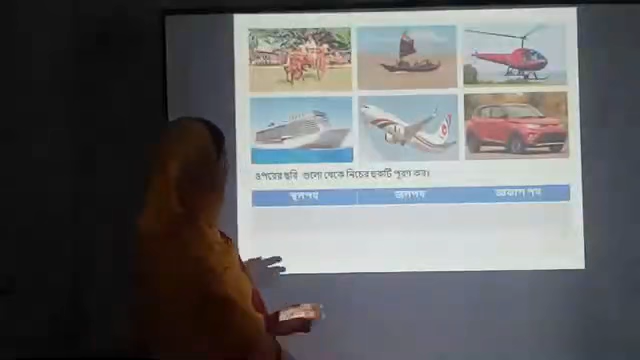 ওপরের ছবি গুলো থেকে নিচের ছকটি পূরণ কর।
স্থলপথ জলপথ আকাশ পথ